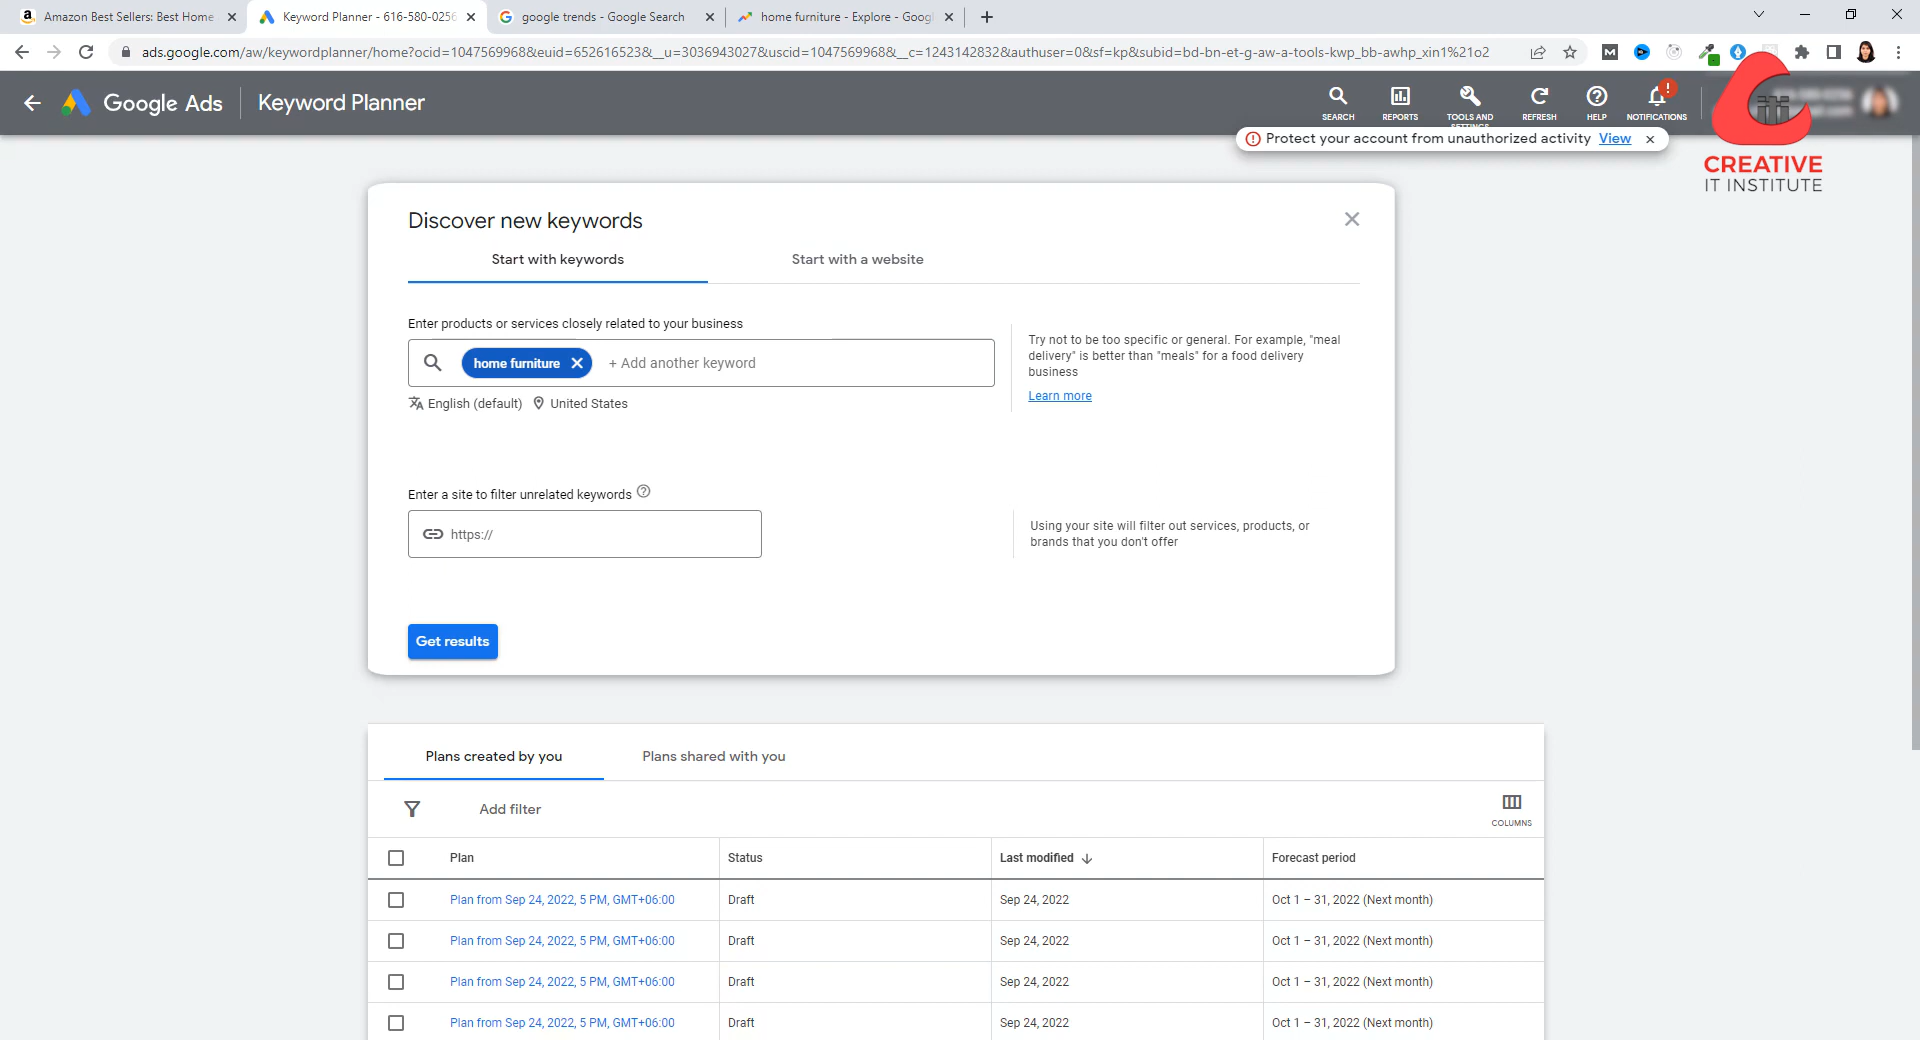 Amazon Best Sellers: Best Home
Keyword Planner - 616-580-0256
google trends - Google Search
home furniture - Explore - Goog
ads.google.com/aw/keywordplanner/home?ocid=1047569968&euid=652616523&__u=3036943027&uscid=1047569968&__c=1243142832&authuser=0&sf=kp&subid=bd-bn-et-g-aw-a-tools-kwp_bb-awhp_xin1%21o2
Google Ads
Keyword Planner
SEARCH
REPORTS
TOOLS AND SETTINGS
REFRESH
HELP
NOTIFICATIONS
Protect your account from unauthorized activity View
iti
CREATIVE
IT INSTITUTE
Discover new keywords
Start with keywords
Start with a website
Enter products or services closely related to your business
home furniture
+ Add another keyword
Try not to be too specific or general. For example, "meal
delivery" is better than "meals" for a food delivery
business
Learn more
English (default)
United States
Enter a site to filter unrelated keywords
https://
Using your site will filter out services, products, or
brands that you don't offer
Get results
Plans created by you
Plans shared with you
Add filter
COLUMNS
Plan Status Last modified Forecast period
Plan from Sep 24, 2022, 5 PM, GMT+06:00 Draft Sep 24, 2022 Oct 1 – 31, 2022 (Next month)
Plan from Sep 24, 2022, 5 PM, GMT+06:00 Draft Sep 24, 2022 Oct 1 – 31, 2022 (Next month)
Plan from Sep 24, 2022, 5 PM, GMT+06:00 Draft Sep 24, 2022 Oct 1 – 31, 2022 (Next month)
Plan from Sep 24, 2022, 5 PM, GMT+06:00 Draft Sep 24, 2022 Oct 1 – 31, 2022 (Next month)